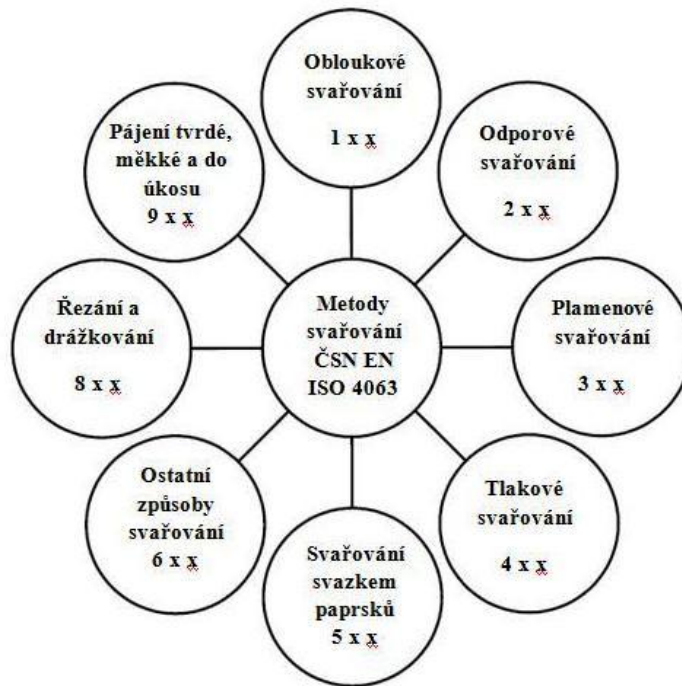 Obloukové
svařování
1 x x
Odporové
svařování
2 x x
Plamenové
svařování
3 x x
Tlakové
svařování
4 x x
Svařování
svazkem
paprsků
5 x x
Ostatní
způsoby
svařování
6 x x
Řezání a
drážkování
8 x x
Pájení tvrdé,
měkké a do
úkosu
9 x x
Metody
svařování
ČSN EN
ISO 4063